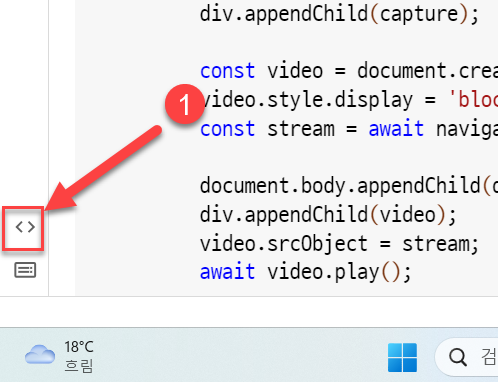 div.appendChild(capture);
const video = document.crea
video.style.display = 'bloc
const stream = await naviga
document.body.appendChild(d
div.appendChild(video);
video.srcObject = stream;
await video.play();
1
<>
18°C
흐림
검